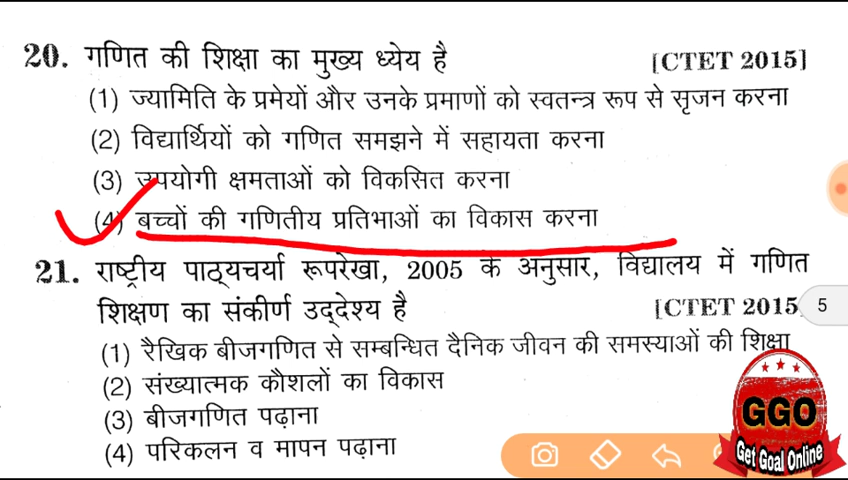 20. गणित की शिक्षा का मुख्य ध्येय है [CTET 2015]
(1) ज्यामिति के प्रमेयों और उनके प्रमाणों को स्वतन्त्र रूप से सृजन करना
(2) विद्यार्थियों को गणित समझने में सहायता करना
(3) उपयोगी क्षमताओं को विकसित करना
(4) बच्चों की गणितीय प्रतिभाओं का विकास करना
21. राष्ट्रीय पाठ्यचर्या रूपरेखा, 2005 के अनुसार, विद्यालय में गणित
शिक्षण का संकीर्ण उद्देश्य है [CTET 2015
5
(1) रैखिक बीजगणित से सम्बन्धित दैनिक जीवन की समस्याओं की शिक्षा
(2) संख्यात्मक कौशलों का विकास
(3) बीजगणित पढ़ाना
(4) परिकलन व मापन पढ़ाना
GGO
Get Goal Online